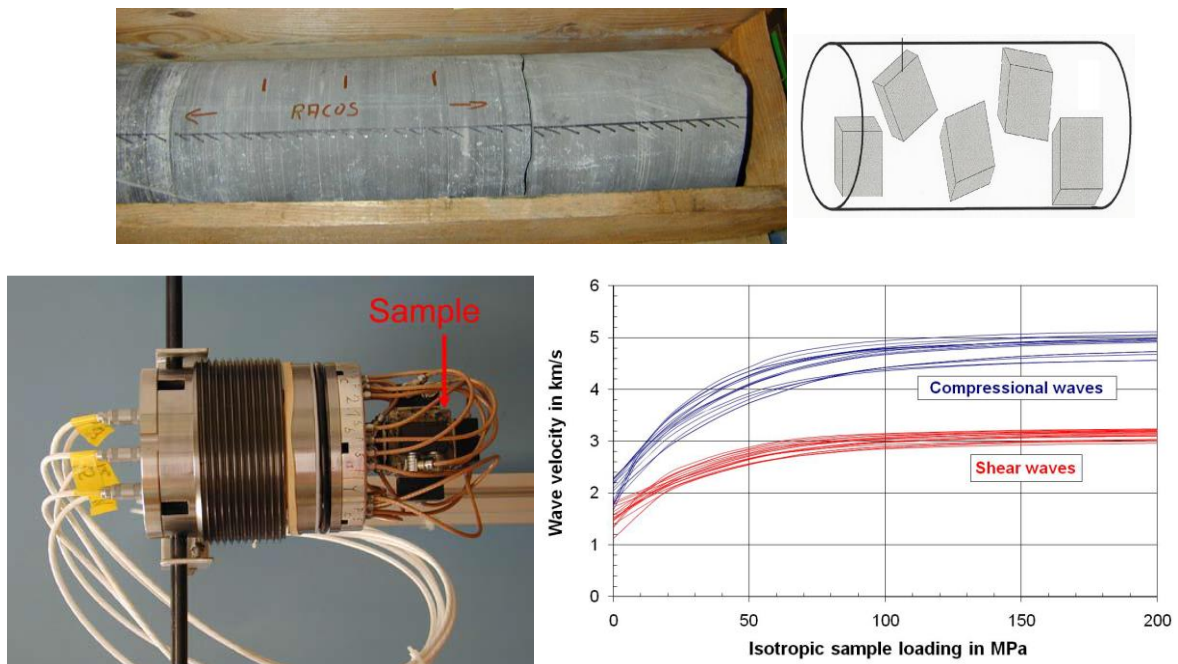 RACOS
Sample
6
5
4
3
2
1
0
Wave velocity in km/s
Compressional waves
Shear waves
0 50 100 150 200
Isotropic sample loading in MPa